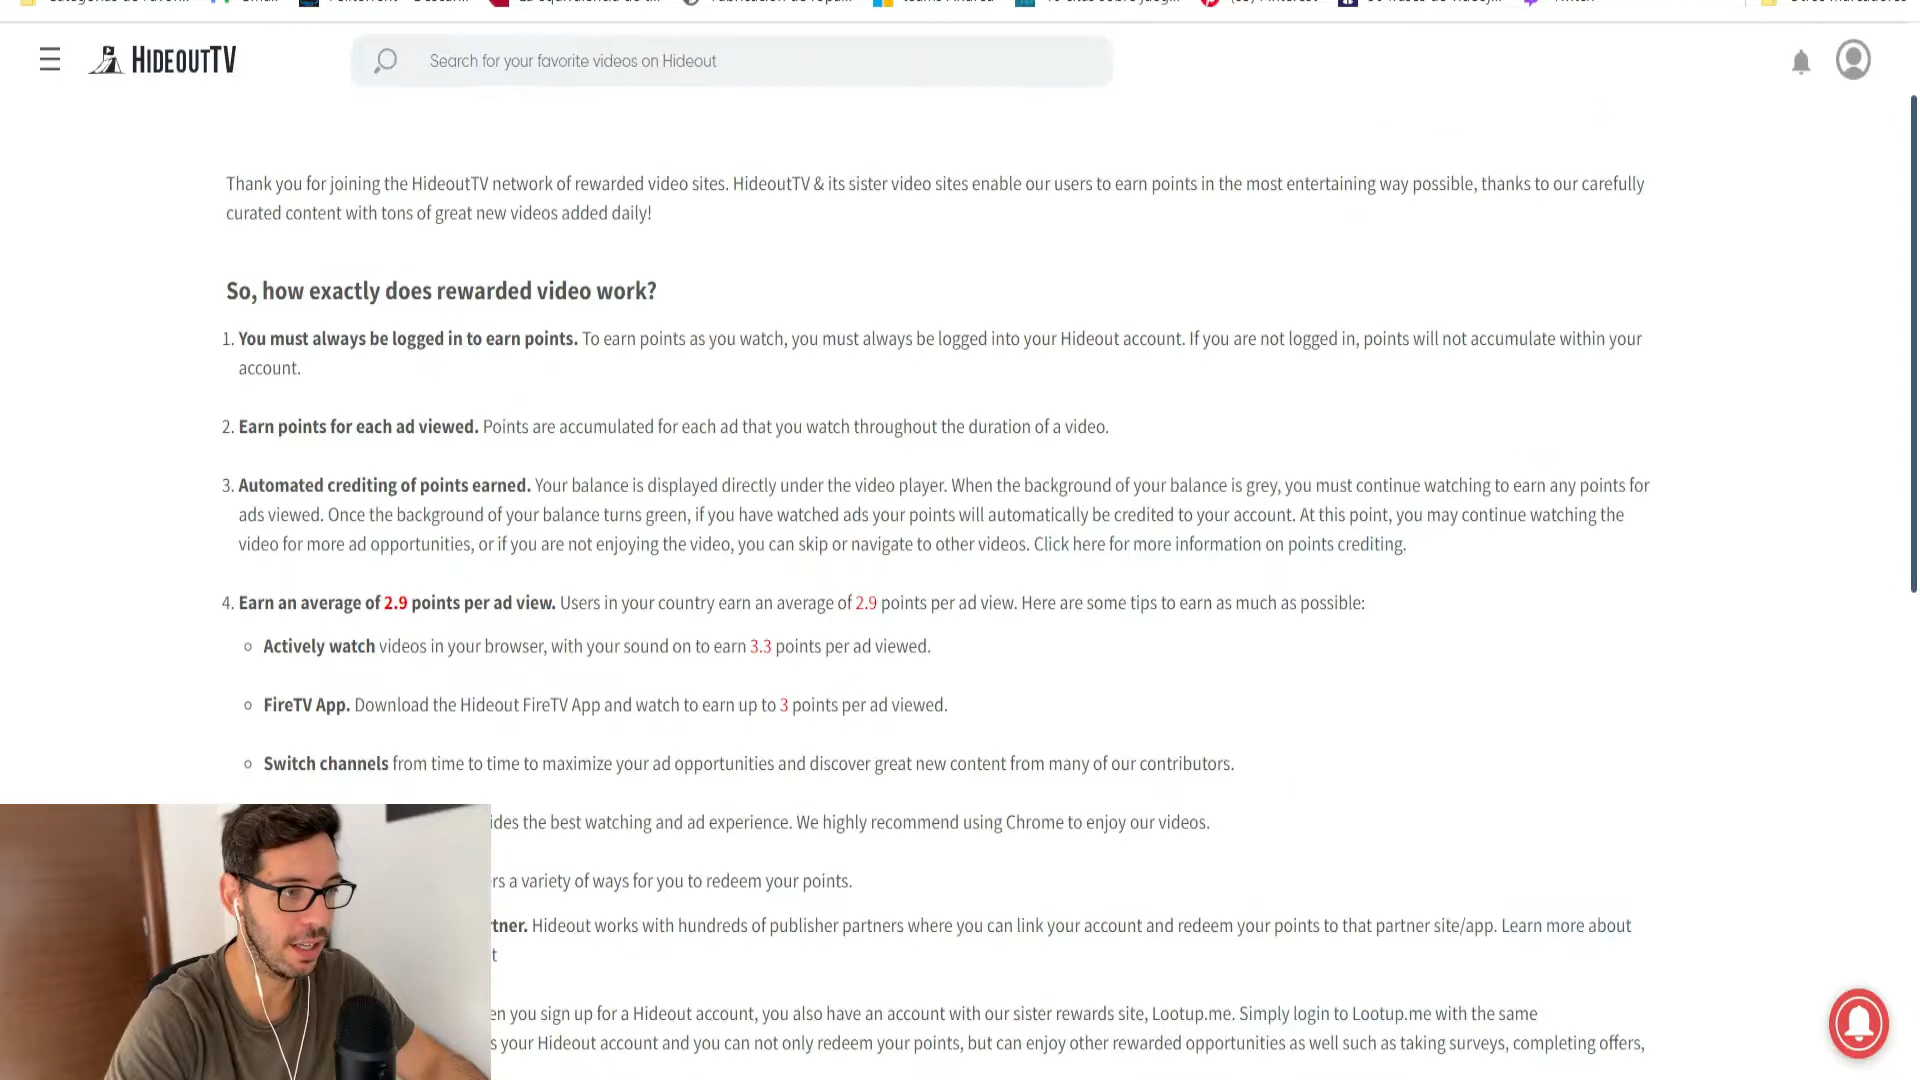 HIDEOUTTV
Search for your favorite videos on Hideout
Thank you for joining the HideoutTV network of rewarded video sites. HideoutTV & its sister video sites enable our users to earn points in the most entertaining way possible, thanks to our carefully
curated content with tons of great new videos added daily!
So, how exactly does rewarded video work?
1. You must always be logged in to earn points. To earn points as you watch, you must always be logged into your Hideout account. If you are not logged in, points will not accumulate within your
account.
2. Earn points for each ad viewed. Points are accumulated for each ad that you watch throughout the duration of a video.
3. Automated crediting of points earned. Your balance is displayed directly under the video player. When the background of your balance is grey, you must continue watching to earn any points for
ads viewed. Once the background of your balance turns green, if you have watched ads your points will automatically be credited to your account. At this point, you may continue watching the
video for more ad opportunities, or if you are not enjoying the video, you can skip or navigate to other videos. Click here for more information on points crediting.
4. Earn an average of 2.9 points per ad view. Users in your country earn an average of 2.9 points per ad view. Here are some tips to earn as much as possible:
Actively watch videos in your browser, with your sound on to earn 3.3 points per ad viewed.
FireTV App. Download the Hideout FireTV App and watch to earn up to 3 points per ad viewed.
Switch channels from time to time to maximize your ad opportunities and discover great new content from many of our contributors.
ides the best watching and ad experience. We highly recommend using Chrome to enjoy our videos.
rs a variety of ways for you to redeem your points.
tner. Hideout works with hundreds of publisher partners where you can link your account and redeem your points to that partner site/app. Learn more about
t
en you sign up for a Hideout account, you also have an account with our sister rewards site, Lootup.me. Simply login to Lootup.me with the same
s your Hideout account and you can not only redeem your points, but can enjoy other rewarded opportunities as well such as taking surveys, completing offers,